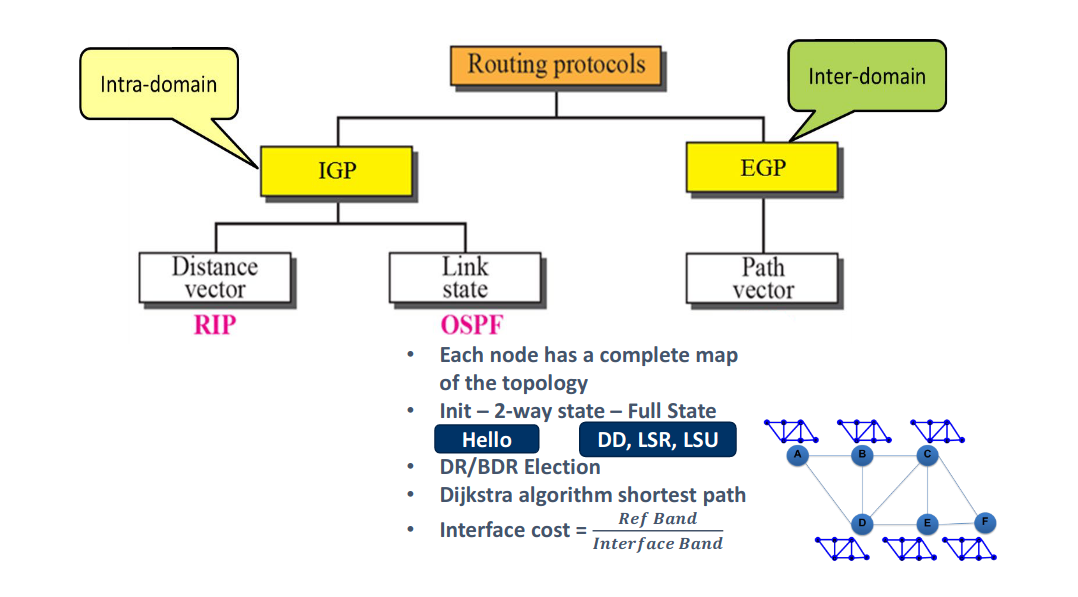 Routing protocols
Intra-domain
Inter-domain
IGP
EGP
Distance
vector
Link
state
Path
vector
RIP
OSPF
• Each node has a complete map
of the topology
• Init – 2-way state – Full State
Hello
DD, LSR, LSU
• DR/BDR Election
• Dijkstra algorithm shortest path
• Interface cost = Ref Band / Interface Band
A
B
C
D
E
F